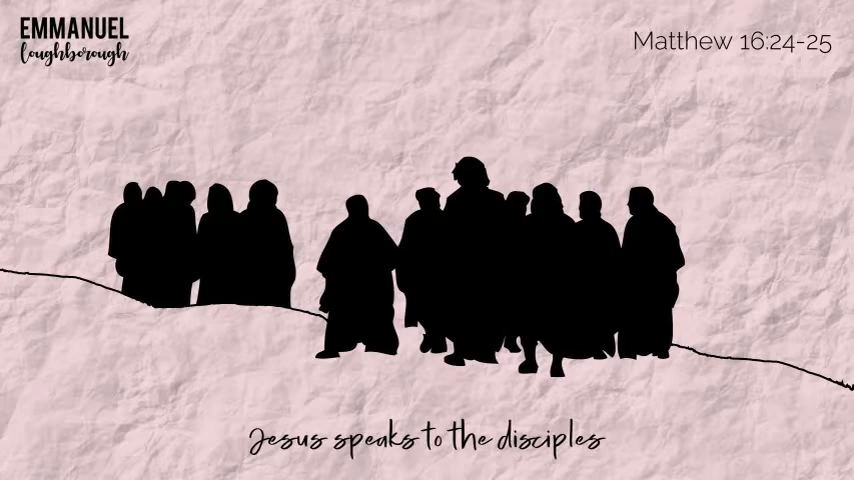 EMMANUEL
loughborough
Matthew 16:24-25
Jesus speaks to the disciples